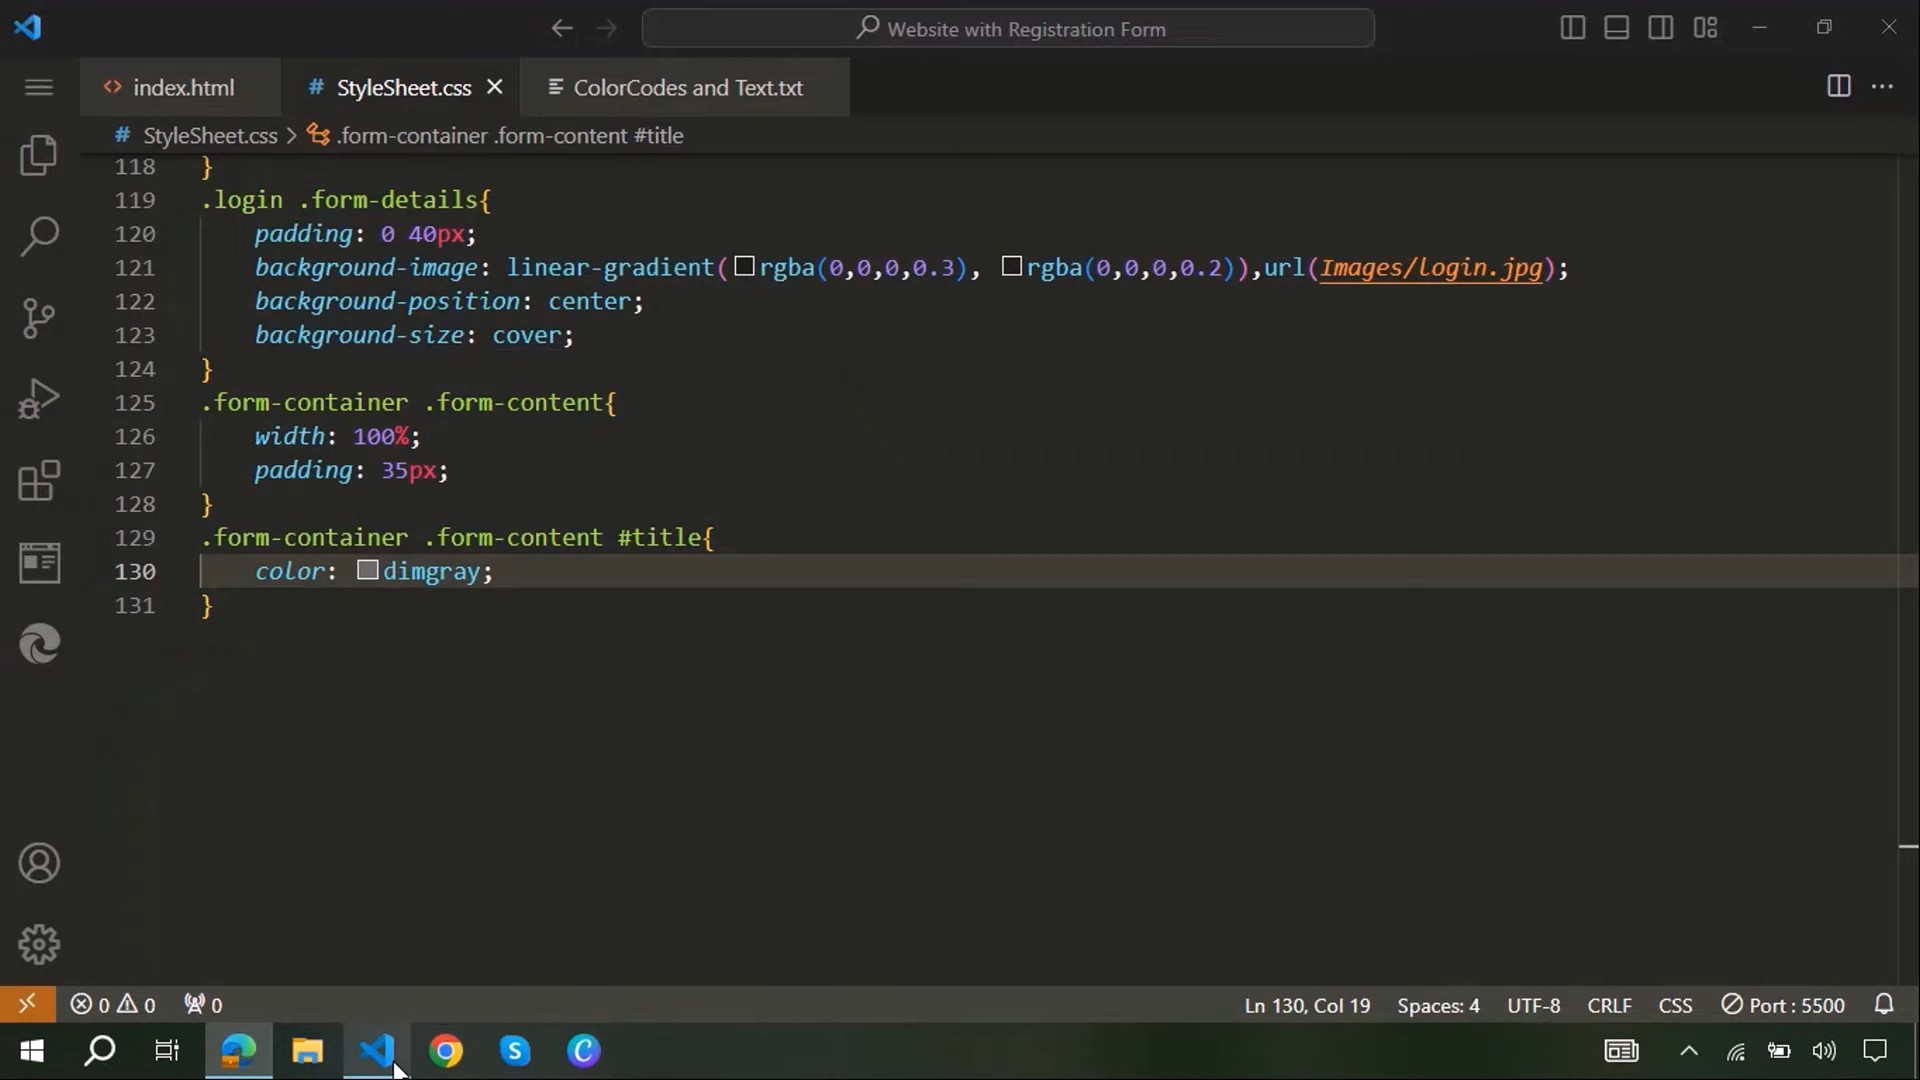 Website with Registration Form
index.html
StyleSheet.css
ColorCodes and Text.txt
# StyleSheet.css > .form-container .form-content #title
118 }
119 .login .form-details{
120 padding: 0 40px;
121 background-image: linear-gradient(rgba(0,0,0,0.3), rgba(0,0,0,0.2)),url(Images/login.jpg);
122 background-position: center;
123 background-size: cover;
124 }
125 .form-container .form-content{
126 width: 100%;
127 padding: 35px;
128 }
129 .form-container .form-content #title{
130 color: dimgray;
131 }
0 0 0 Ln 130, Col 19 Spaces: 4 UTF-8 CRLF CSS Port : 5500